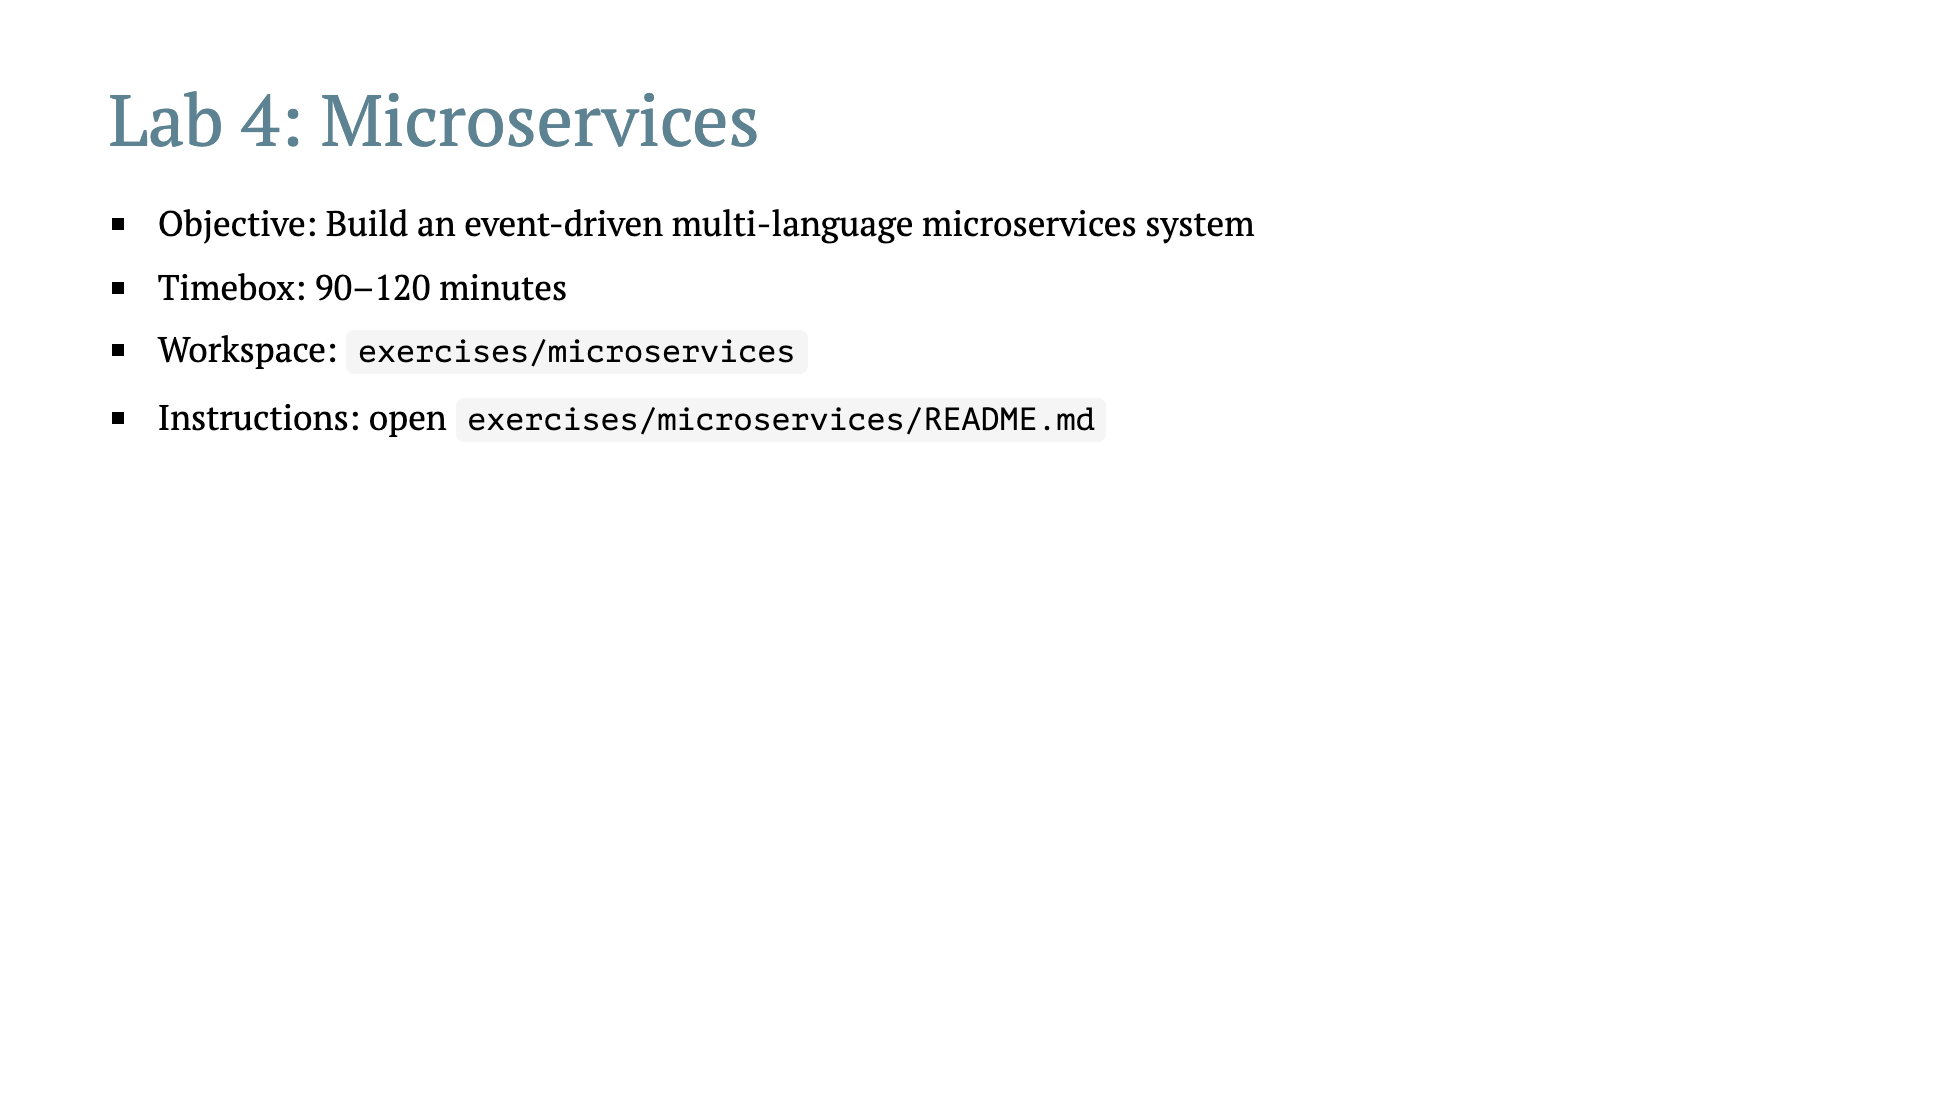 Lab 4: Microservices
▪ Objective: Build an event-driven multi-language microservices system
▪ Timebox: 90–120 minutes
▪ Workspace: exercises/microservices
▪ Instructions: open exercises/microservices/README.md